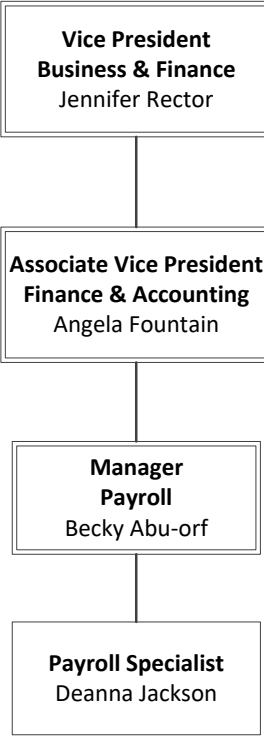 Vice President
Business & Finance
Jennifer Rector
Associate Vice President
Finance & Accounting
Angela Fountain
Manager
Payroll
Becky Abu-orf
Payroll Specialist
Deanna Jackson